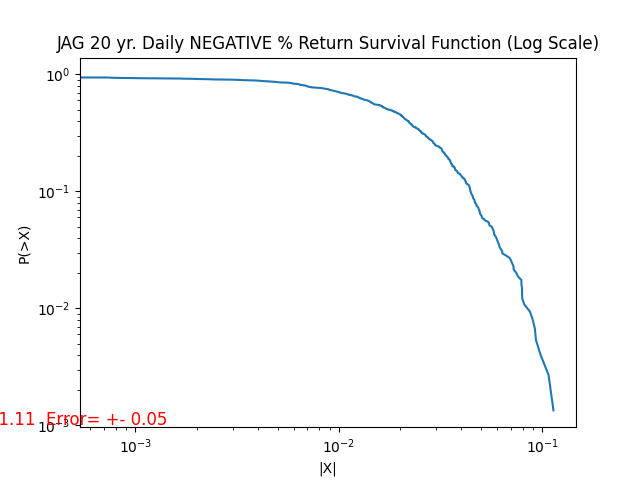 JAG 20 yr. Daily NEGATIVE % Return Survival Function (Log Scale)
10⁰
10⁻¹
10⁻²
10⁻³
P(>X)
1.11 Error= +- 0.05
10⁻³ 10⁻² 10⁻¹
|X|